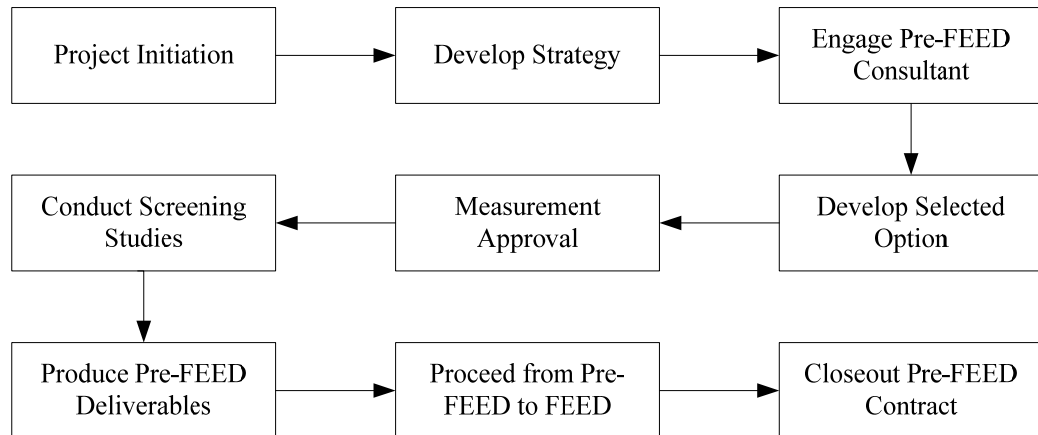 Project Initiation
Develop Strategy
Engage Pre-FEED
Consultant
Develop Selected
Option
Measurement
Approval
Conduct Screening
Studies
Produce Pre-FEED
Deliverables
Proceed from Pre-
FEED to FEED
Closeout Pre-FEED
Contract